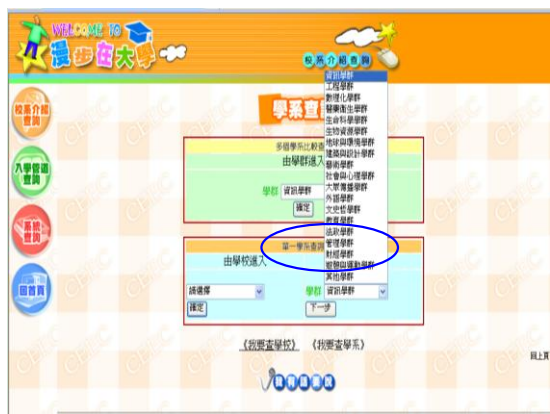 WELCOME TO
漫步在大學
校系介紹查詢
校系介紹
查詢
入學管道
查詢
系統
說明
回首頁
學系查
多個學系比較查
由學群進入
學群 資訊學群
確定
資訊學群
工程學群
數理化學群
醫藥衛生學群
生命科學學群
生物資源學群
地球與環境學群
建築與設計學群
藝術學群
社會與心理學群
大眾傳播學群
外語學群
文史哲學群
教育學群
法政學群
管理學群
財經學群
遊憩與運動學群
其他學群
單一學系查詢
由學校進入
請選擇
學群 資訊學群
確定
下一步
《我要查學校》 《我要查學系》
回上頁
CHEEC